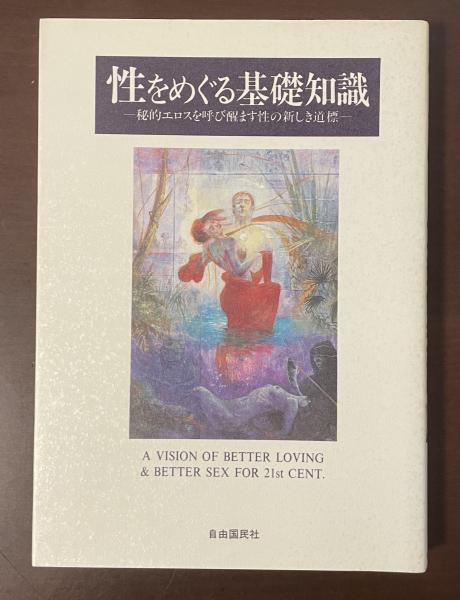 性をめぐる基礎知識
―秘的エロスを呼び醒ます性の新しき道標―
A VISION OF BETTER LOVING
& BETTER SEX FOR 21st CENT.
自由国民社